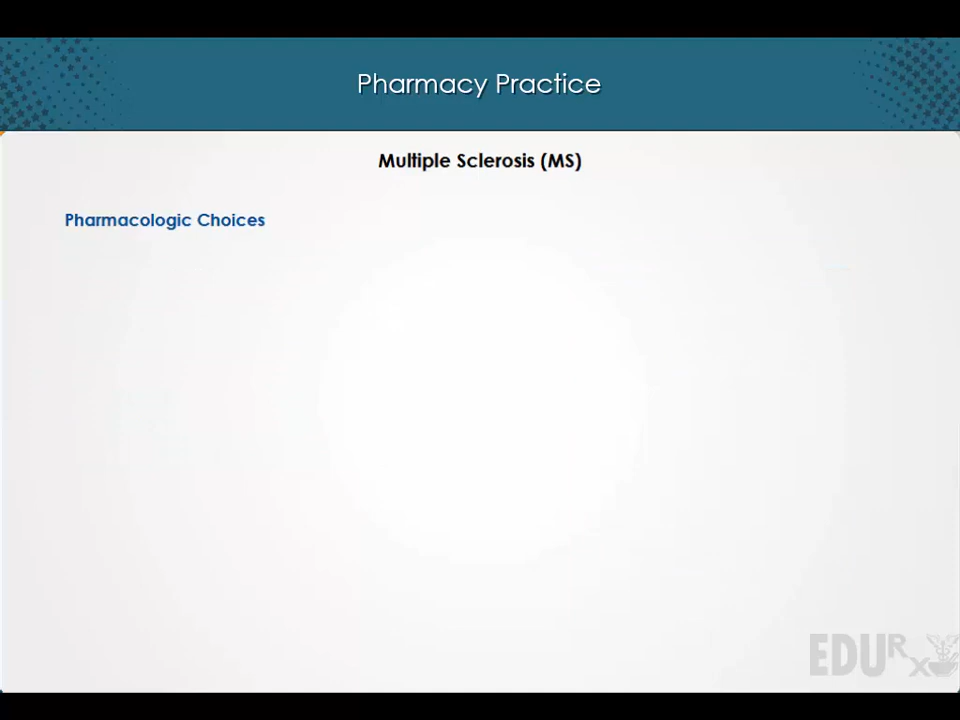 Pharmacy Practice
Multiple Sclerosis (MS)
Pharmacologic Choices
EDURx